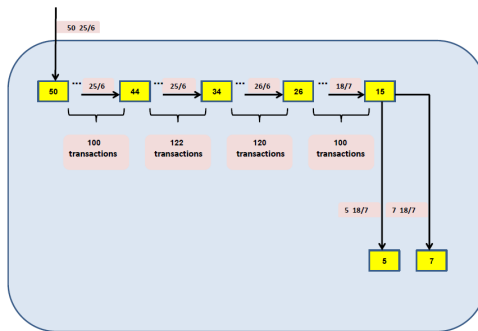 50 25/6
... 25/6 ... 25/6 ... 26/6 ... 18/7
50 44 34 26 15
100 transactions
122 transactions
120 transactions
100 transactions
5 18/7 7 18/7
5 7